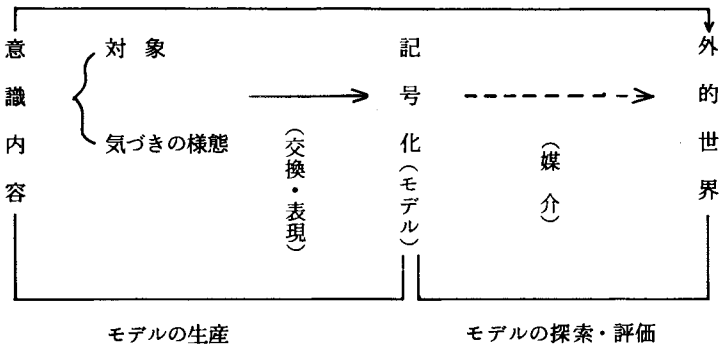 意識内容
対象
気づきの様態
（交換・表現）
記号化（モデル）
（媒介）
外的世界
モデルの生産
モデルの探索・評価